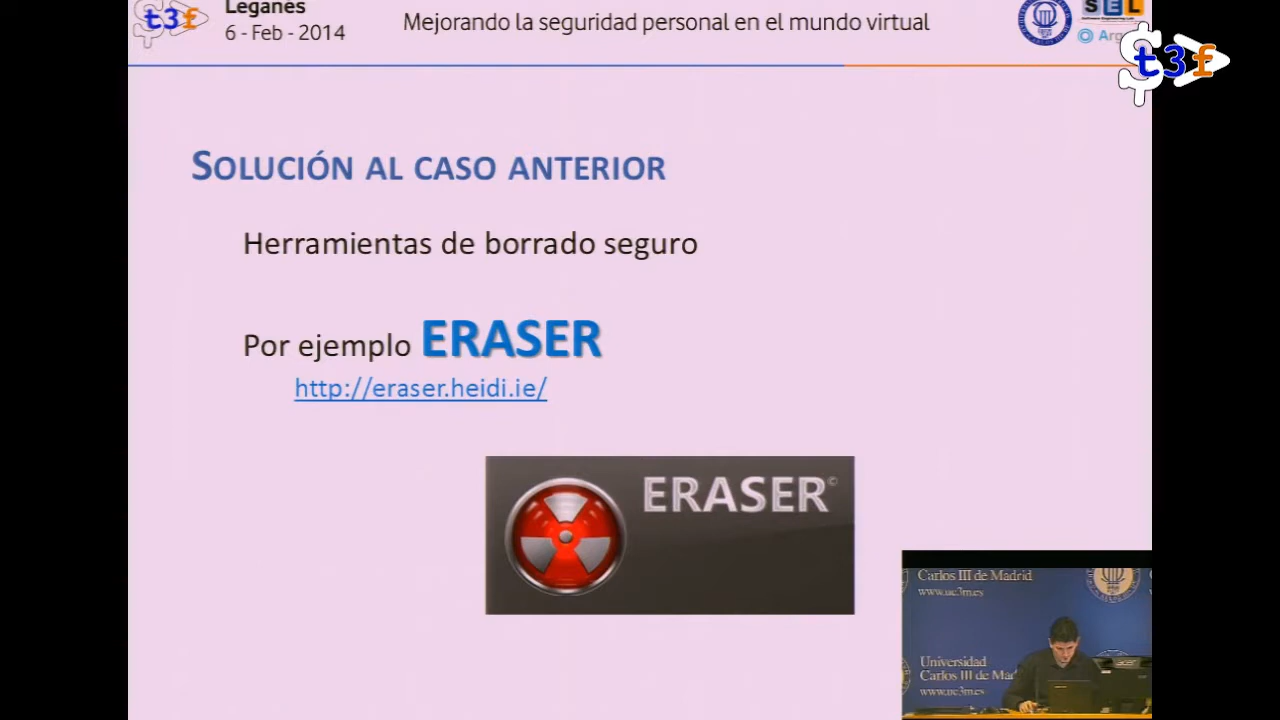 t3f
Leganés
6 - Feb - 2014
Mejorando la seguridad personal en el mundo virtual
SEL
t3f
SOLUCIÓN AL CASO ANTERIOR
Herramientas de borrado seguro
Por ejemplo ERASER
http://eraser.heidi.ie/
ERASER©
Carlos III de Madrid
www.uc3m.es
Universidad
Carlos III de Mad
www.uc3m.es
acer